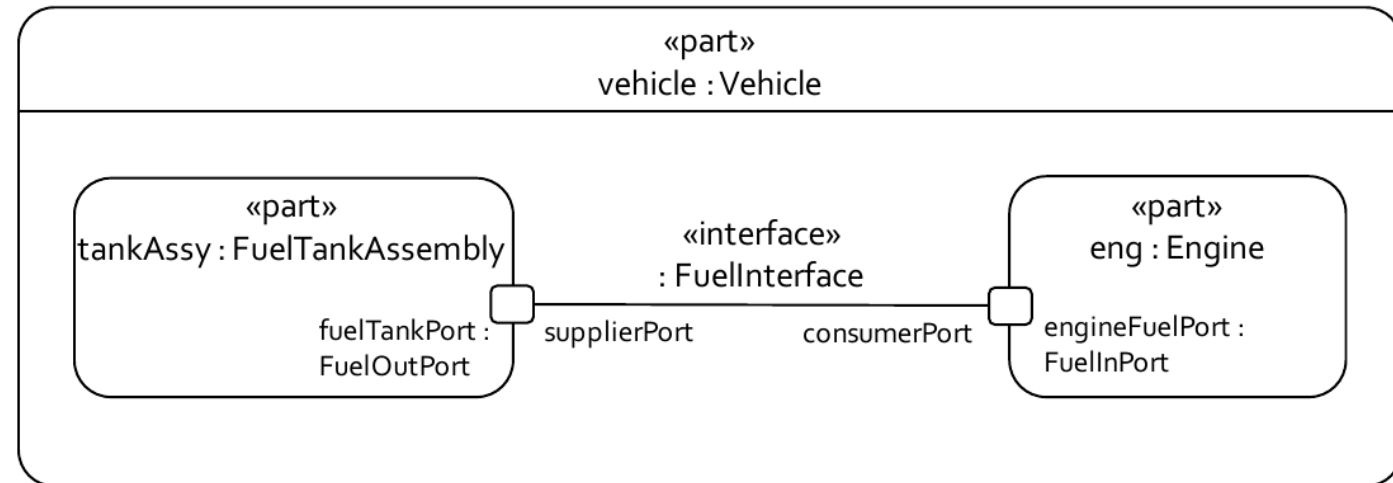 «part»
vehicle : Vehicle
«part»
tankAssy : FuelTankAssembly
fuelTankPort :
FuelOutPort
«interface»
: FuelInterface
supplierPort
consumerPort
«part»
eng : Engine
engineFuelPort :
FuelInPort